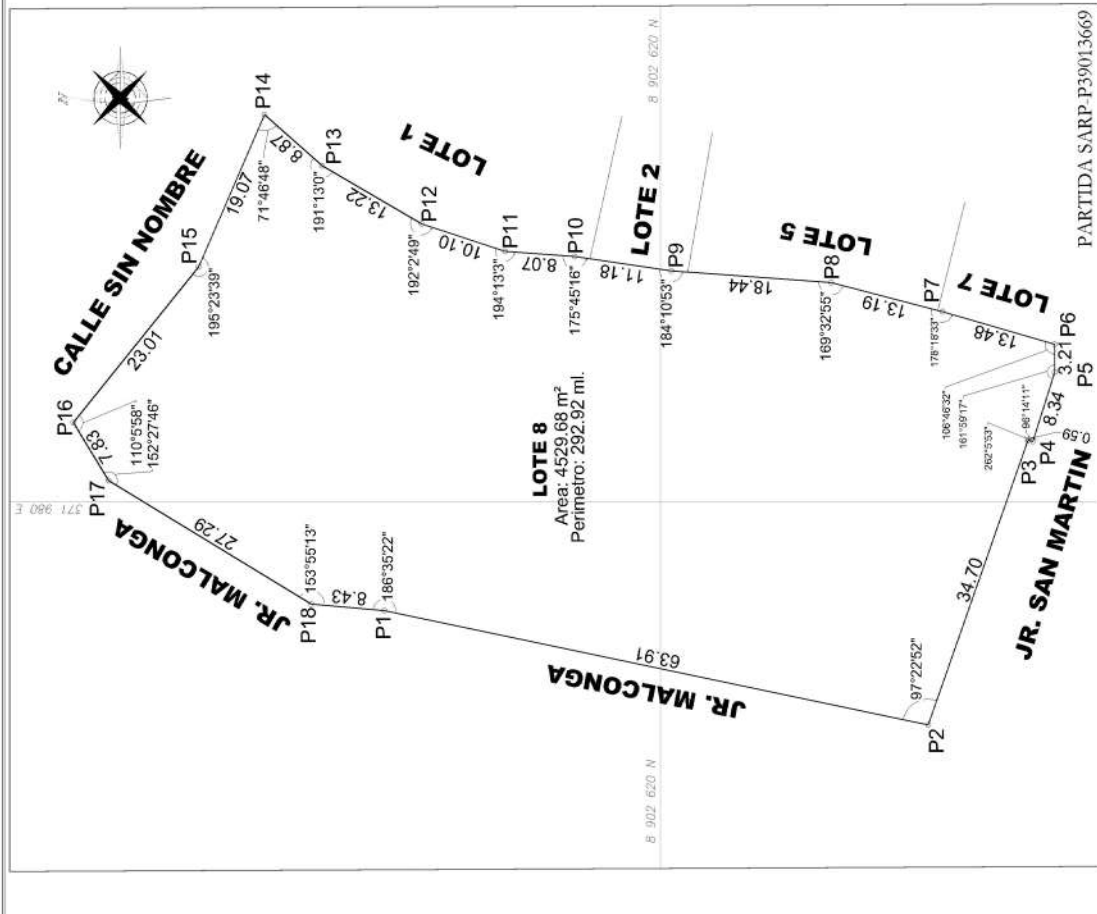 N
CALLE SIN NOMBRE
8 902 620 N
371 980 E
P14
P13
P12
P11
P10
P9
P8
P7
P6
P5
P4
P3
P2
P1
P18
P17
P16
P15
19.07
8.87
71°46'48"
191°13'0"
13.22
192°2'49"
10.10
194°13'3"
8.07
175°45'16"
11.18
184°10'53"
18.44
169°32'55"
13.19
178°18'33"
13.48
106°46'32"
3.21
161°59'17"
8.34
96°14'11"
0.59
262°5'53"
34.70
97°22'52"
63.91
186°35'22"
8.43
153°55'13"
27.29
152°27'46"
7.83
110°5'58"
23.01
195°23'39"
LOTE 1
LOTE 2
LOTE 5
LOTE 7
LOTE 8
Area: 4529.68 m²
Perimetro: 292.92 ml.
JR. MALCONGA
JR. MALCONGA
JR. SAN MARTIN
8 902 620 N
PARTIDA SARP-P39013669